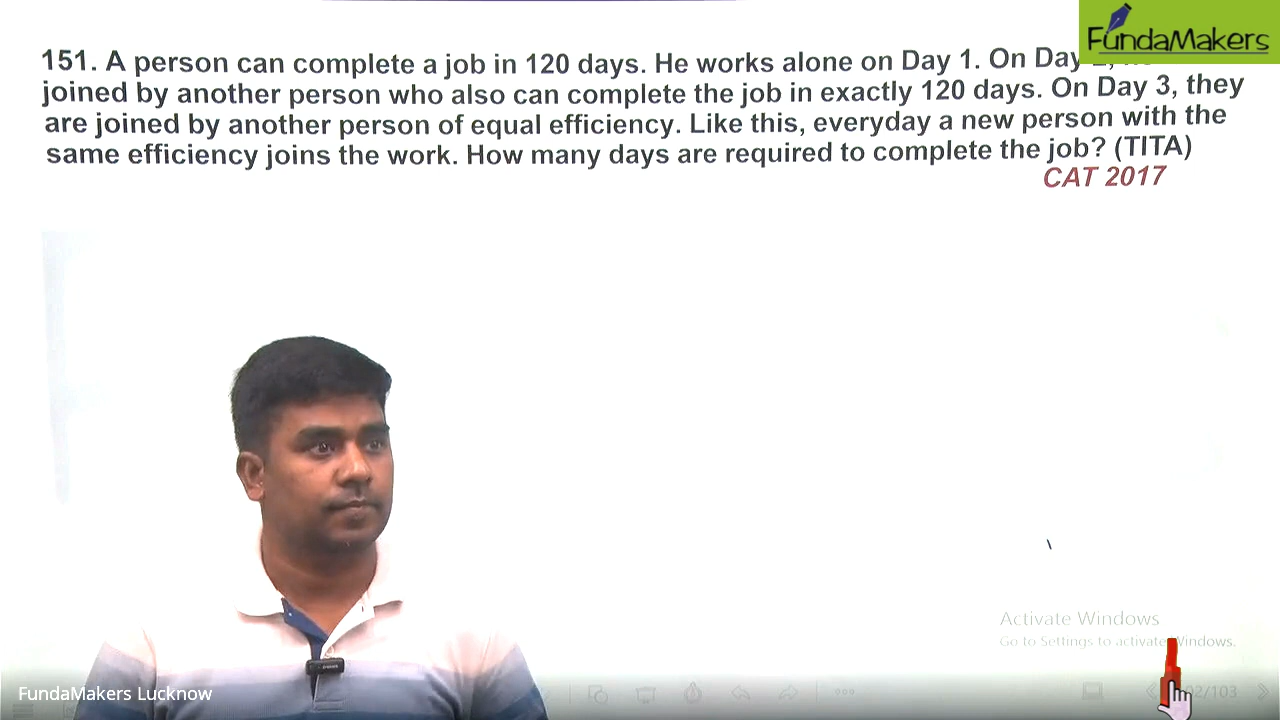 FundaMakers
151. A person can complete a job in 120 days. He works alone on Day 1. On Day
joined by another person who also can complete the job in exactly 120 days. On Day 3, they
are joined by another person of equal efficiency. Like this, everyday a new person with the
same efficiency joins the work. How many days are required to complete the job? (TITA)
CAT 2017
Activate Windows
Go to Settings to activate Windows.
FundaMakers Lucknow
/103